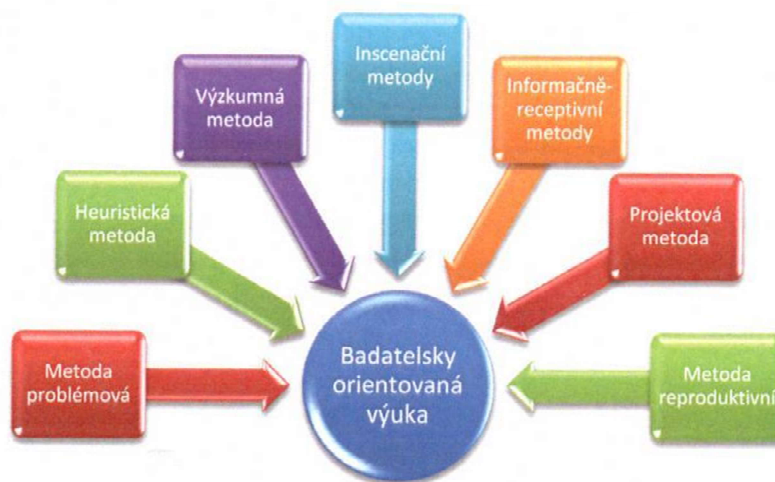 Inscenační
metody
Výzkumná
metoda
Informačně-
receptivní
metody
Heuristická
metoda
Projektová
metoda
Metoda
problémová
Badatelsky
orientovaná
výuka
Metoda
reproduktivní